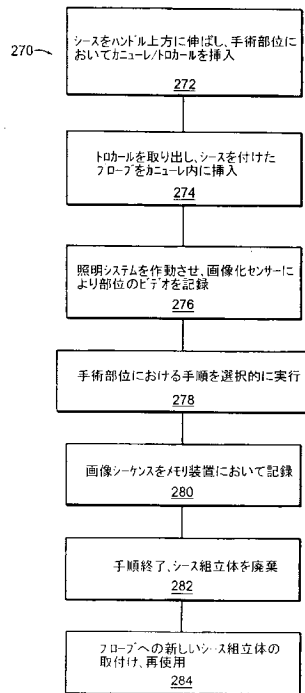 270
シースをハンドル上方に伸ばし、手術部位に
おいてカニューレ/トロカールを挿入
272
トロカールを取り出し、シースを付けた
プローブをカニューレ内に挿入
274
照明システムを作動させ、画像化センサーに
より部位のビデオを記録
276
手術部位における手順を選択的に実行
278
画像シーケンスをメモリ装置において記録
280
手順終了、シース組立体を廃棄
282
プローブへの新しいシース組立体の
取付け、再使用
284